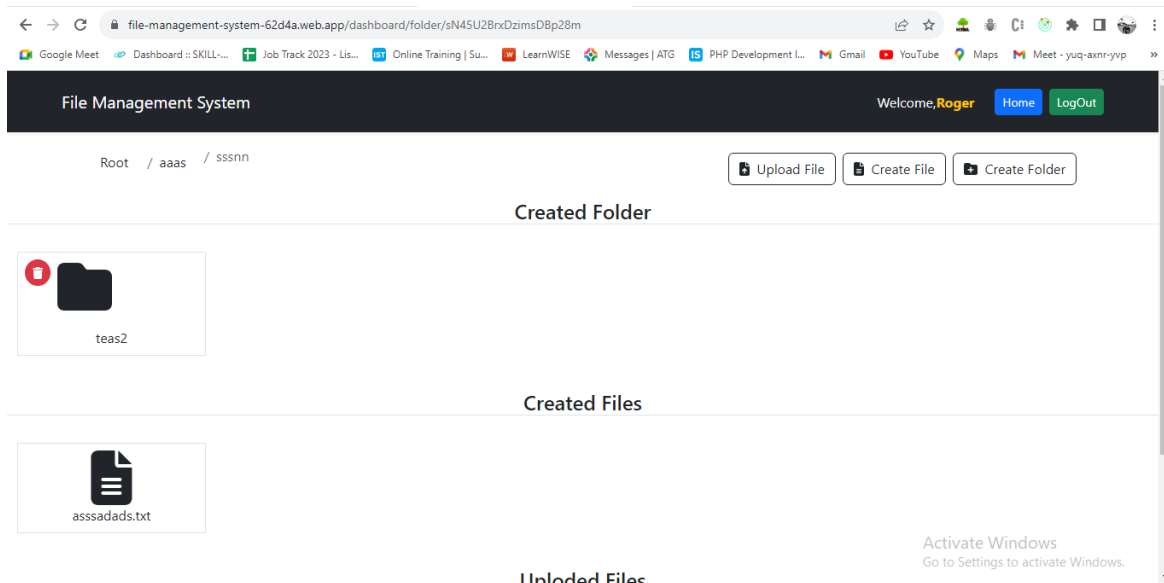 file-management-system-62d4a.web.app/dashboard/folder/sN45U2BrxDzimsDBp28m
Google Meet Dashboard :: SKILL-... Job Track 2023 - Lis... IST Online Training | Su... W LearnWISE Messages | ATG IS PHP Development I... Gmail YouTube Maps Meet - yuq-axnr-yvp »
File Management System Welcome,Roger Home LogOut
Root / aaas / sssnn Upload File Create File Create Folder
Created Folder
teas2
Created Files
asssadads.txt
Activate Windows
Go to Settings to activate Windows.
Uploded Files